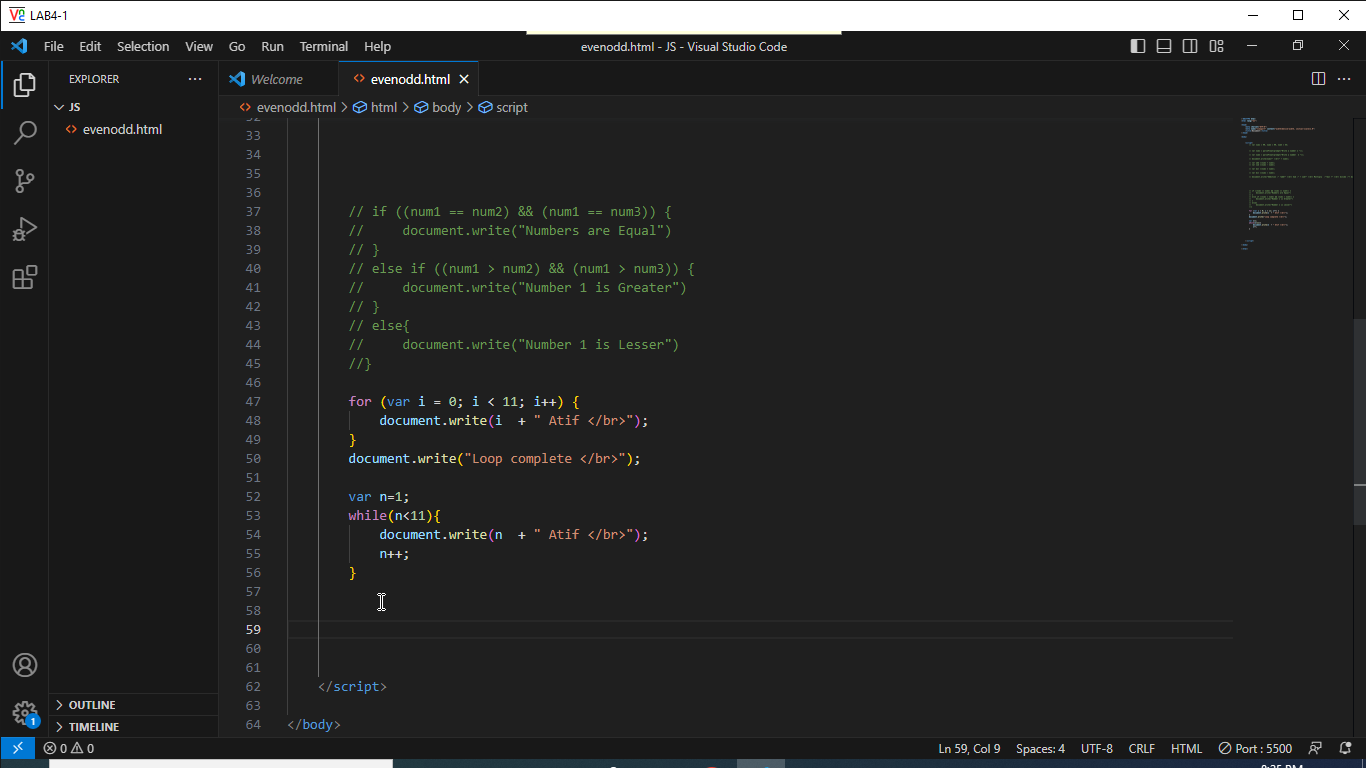 LAB4-1
File Edit Selection View Go Run Terminal Help
evenodd.html - JS - Visual Studio Code
EXPLORER
JS
evenodd.html
OUTLINE
TIMELINE
1
Welcome
evenodd.html
evenodd.html > html > body > script
32
33
34
35
36
37 // if ((num1 == num2) && (num1 == num3)) {
38 //     document.write("Numbers are Equal")
39 // }
40 // else if ((num1 > num2) && (num1 > num3)) {
41 //     document.write("Number 1 is Greater")
42 // }
43 // else{
44 //     document.write("Number 1 is Lesser")
45 //}
46
47 for (var i = 0; i < 11; i++) {
48     document.write(i  + " Atif </br>");
49 }
50 document.write("Loop complete </br>");
51
52 var n=1;
53 while(n<11){
54     document.write(n  + " Atif </br>");
55     n++;
56 }
57
58
59
60
61
62 </script>
63
64 </body>
0 0
Ln 59, Col 9 Spaces: 4 UTF-8 CRLF HTML Port : 5500